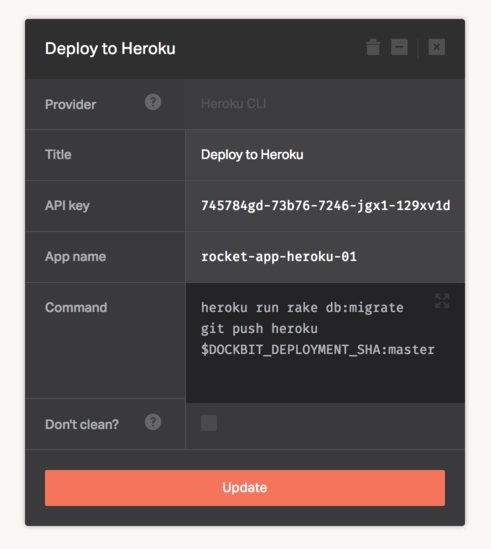 Deploy to Heroku
Provider ? Heroku CLI
Title Deploy to Heroku
API key 745784gd-73b76-7246-jgx1-129xv1d
App name rocket-app-heroku-01
Command heroku run rake db:migrate
git push heroku
$DOCKBIT_DEPLOYMENT_SHA:master
Don't clean? ?
Update